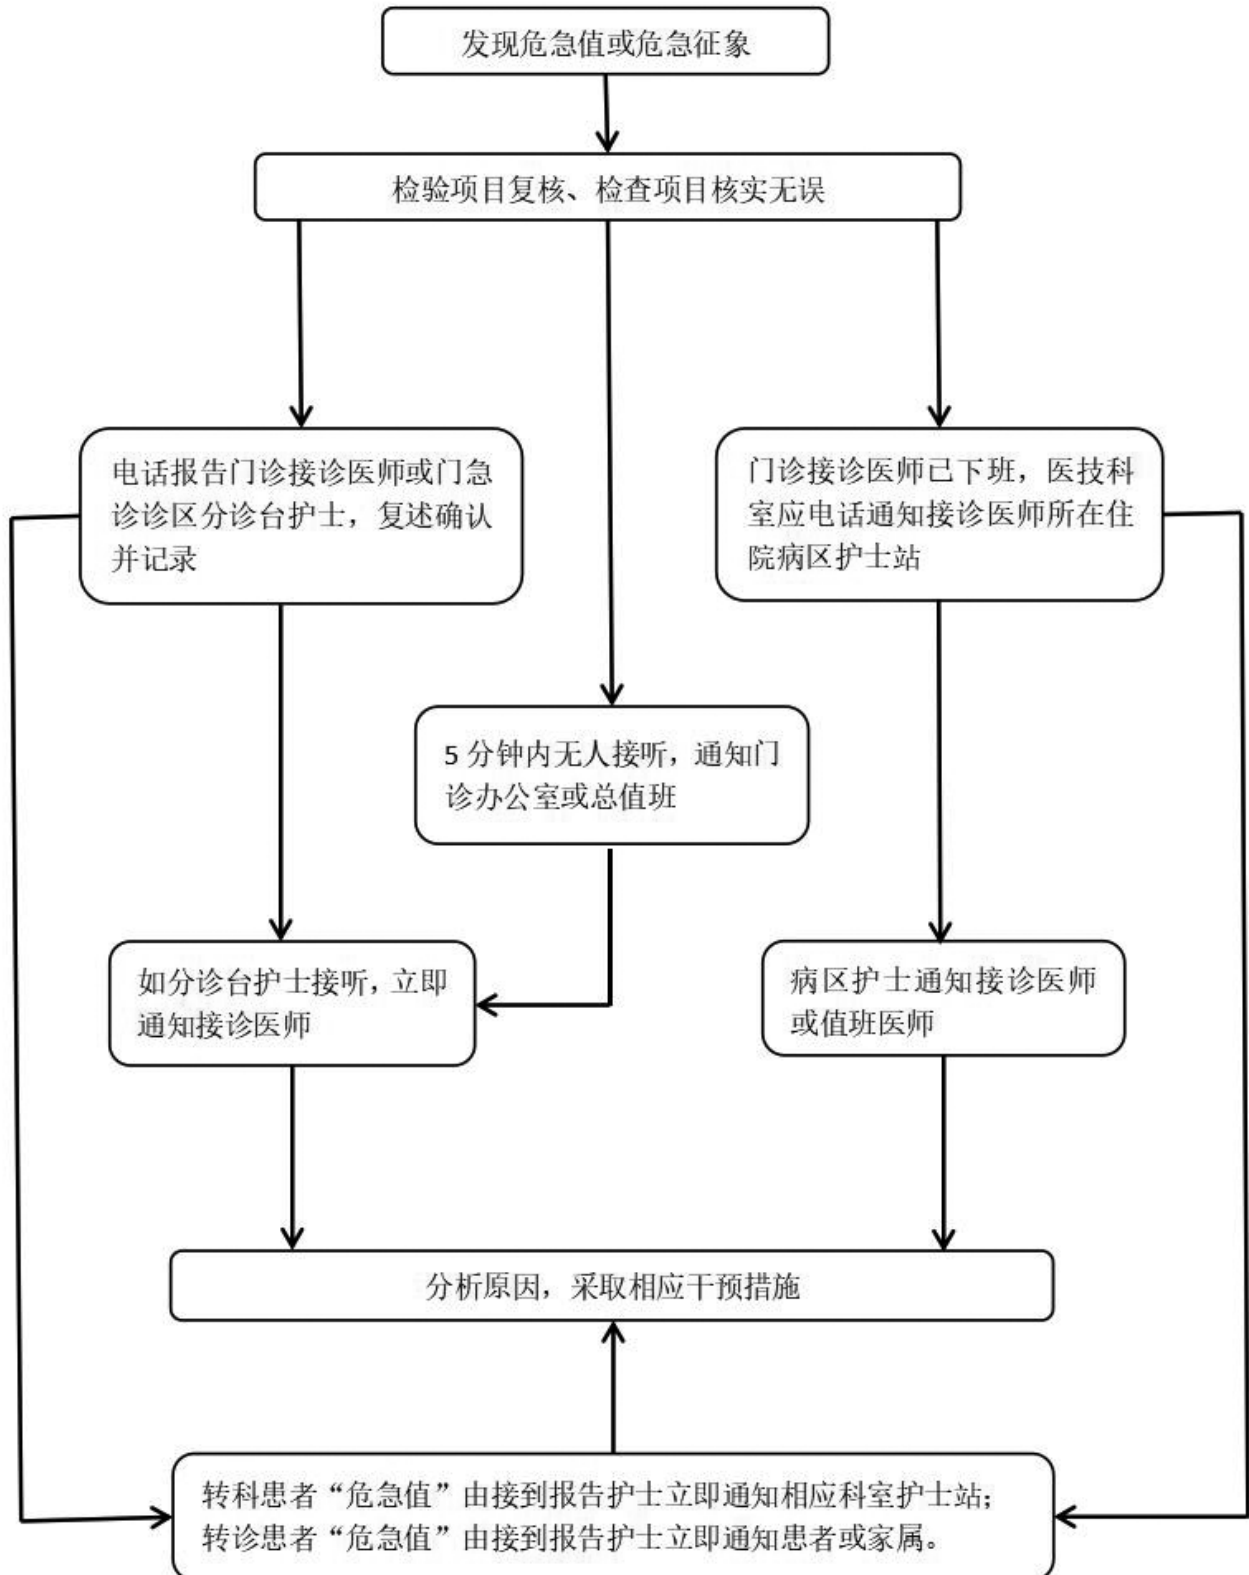 发现危急值或危急征象
检验项目复核、检查项目核实无误
电话报告门诊接诊医师或门急
诊诊区分诊台护士，复述确认
并记录
门诊接诊医师已下班，医技科
室应电话通知接诊医师所在住
院病区护士站
5 分钟内无人接听，通知门
诊办公室或总值班
如分诊台护士接听，立即
通知接诊医师
病区护士通知接诊医师
或值班医师
分析原因，采取相应干预措施
转科患者“危急值”由接到报告护士立即通知相应科室护士站；
转诊患者“危急值”由接到报告护士立即通知患者或家属。